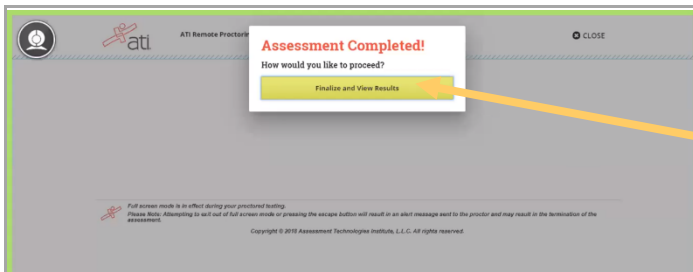 ati
ATI Remote Proctorin
Assessment Completed!
CLOSE
How would you like to proceed?
Finalize and View Results
Full screen mode is in effect during your proctored testing.
Please Note: Attempting to exit out of full screen mode or pressing the escape button will result in an alert message sent to the proctor and may result in the termination of the
assessment.
Copyright © 2016 Assessment Technologies Institute, L.L.C. All rights reserved.